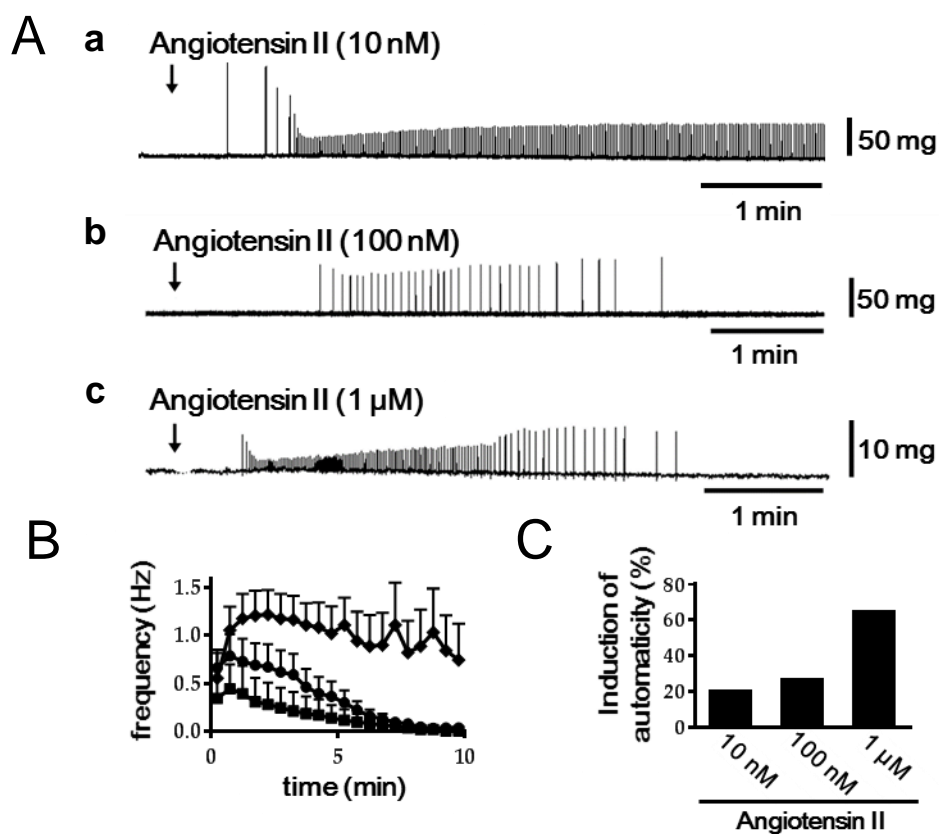 A
a
Angiotensin II (10 nM)
50 mg
1 min
b
Angiotensin II (100 nM)
50 mg
1 min
c
Angiotensin II (1 µM)
10 mg
1 min
B
frequency (Hz)
1.5
1.0
0.5
0.0
0
5
10
time (min)
C
Induction of
automaticity (%)
80
60
40
20
0
10 nM
100 nM
1 µM
Angiotensin II